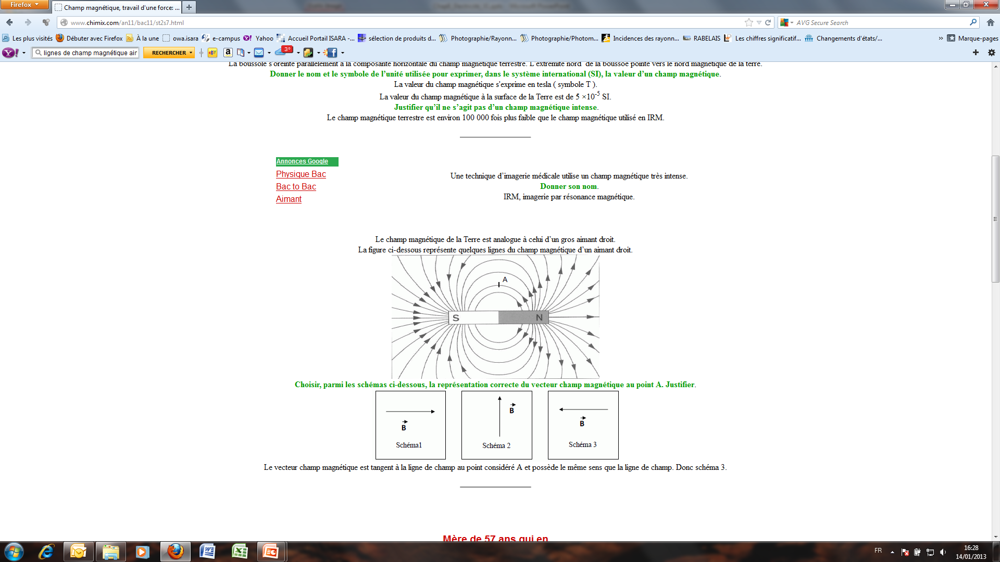 Firefox
Champ magnétique, travail d'une force: ...
www.chimix.com/an11/bac11/st2s7.html
AVG Secure Search
Les plus visités
Débuter avec Firefox
À la une
owa.isara
e-campus
Yahoo
Accueil Portail ISARA -...
sélection de produits d...
Photographie/Rayonn...
Photographie/Photom...
Incidences des rayonn...
RABELAIS
Les chiffres significatif...
Changements d'états/...
Marque-pages
lignes de champ magnétique air
RECHERCHER
3°
La boussole s'oreinte parallèlement à la composante horizontale du champ magnétique terrestre. L'extrémité nord de la boussoe pointe vers le nord magnétique de la terre.
Donner le nom et le symbole de l'unité utilisée pour exprimer, dans le système international (SI), la valeur d'un champ magnétique.
La valeur du champ magnétique s'exprime en tesla ( symbole T ).
La valeur du champ magnétique à la surface de la Terre est de 5 ×10-5 SI.
Justifier qu'il ne s'agit pas d'un champ magnétique intense.
Le champ magnétique terrestre est environ 100 000 fois plus faible que le champ magnétique utilisé en IRM.
Annonces Google
Physique Bac
Bac to Bac
Aimant
Une technique d'imagerie médicale utilise un champ magnétique très intense.
Donner son nom.
IRM, imagerie par résonance magnétique.
Le champ magnétique de la Terre est analogue à celui d'un gros aimant droit.
La figure ci-dessous représente quelques lignes du champ magnétique d'un aimant droit.
A
S
N
Choisir, parmi les schémas ci-dessous, la représentation correcte du vecteur champ magnétique au point A. Justifier.
B
Schéma1
B
Schéma 2
B
Schéma 3
Le vecteur champ magnétique est tangent à la ligne de champ au point considéré A et possède le même sens que la ligne de champ. Donc schéma 3.
Mère de 57 ans qui en
FR
16:28
14/01/2013